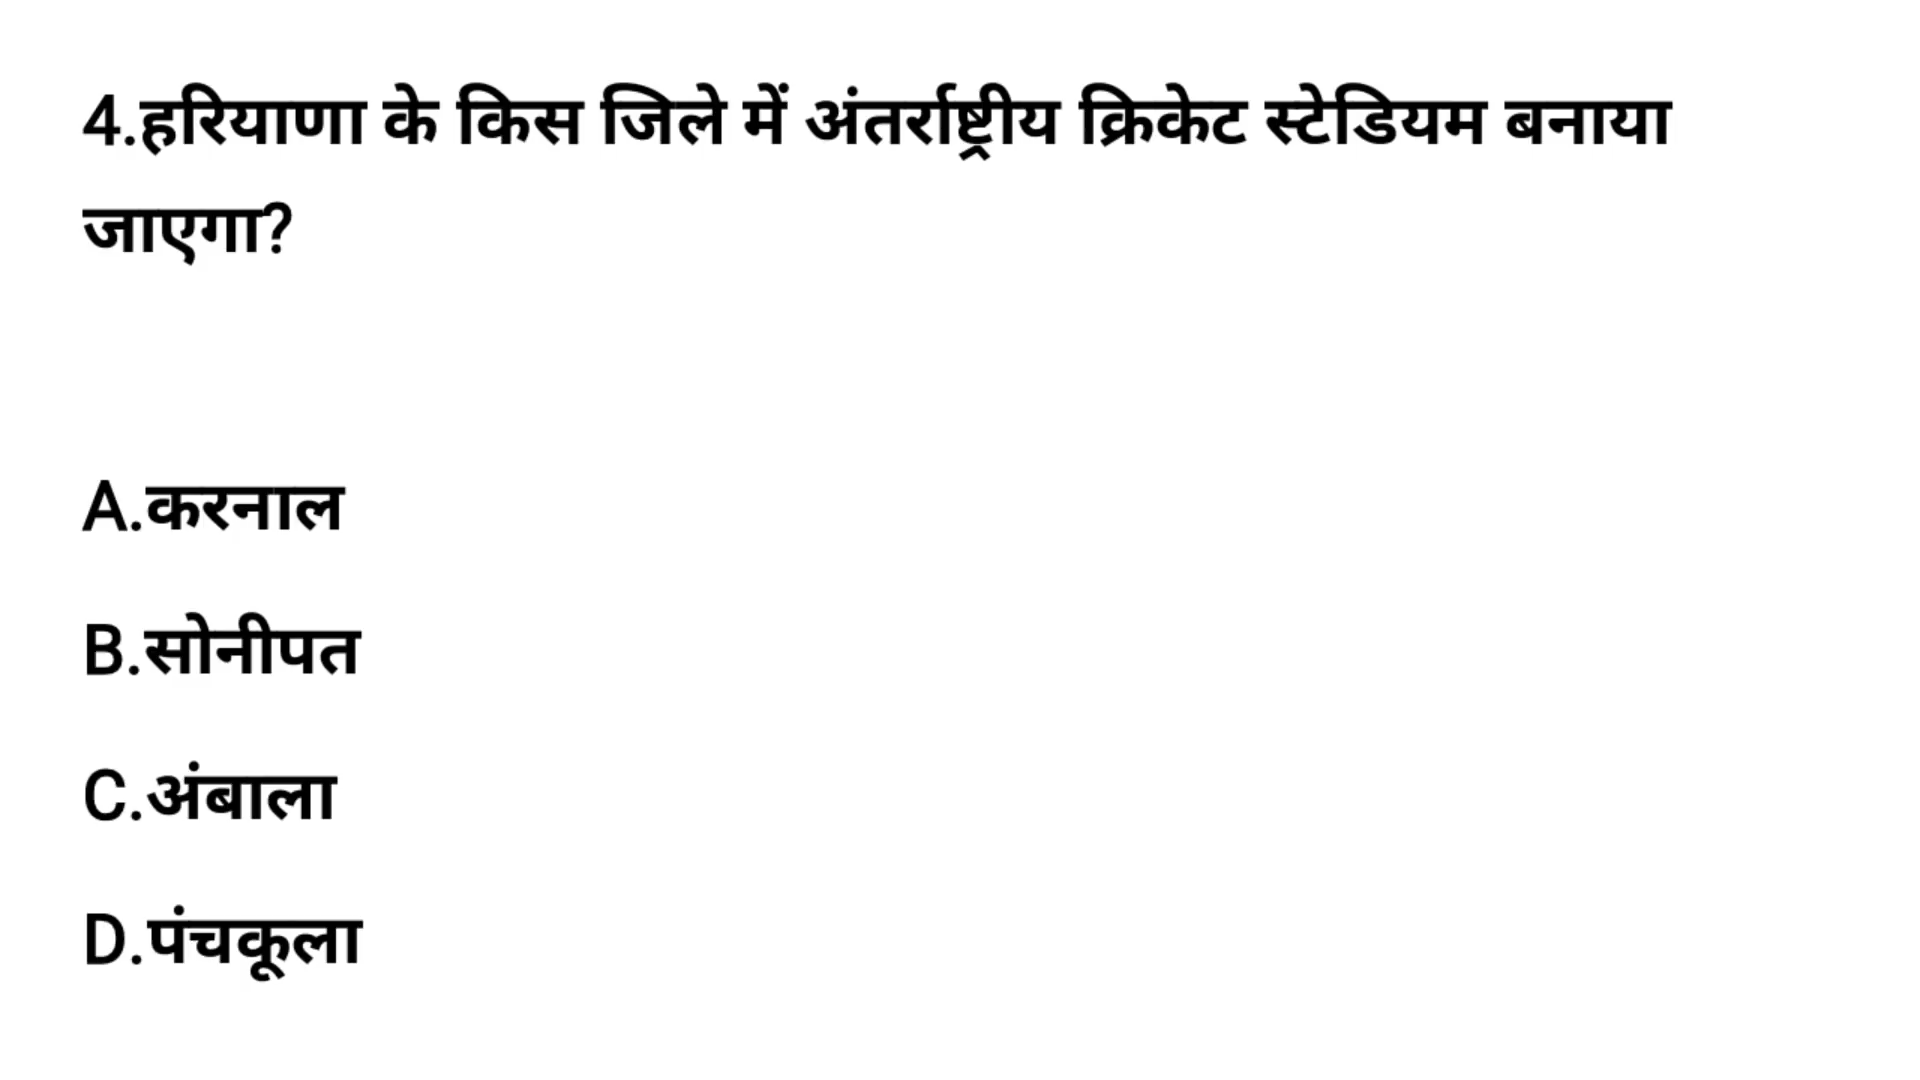 4.हरियाणा के किस जिले में अंतर्राष्ट्रीय क्रिकेट स्टेडियम बनाया
जाएगा?
A.करनाल
B.सोनीपत
C.अंबाला
D.पंचकूला